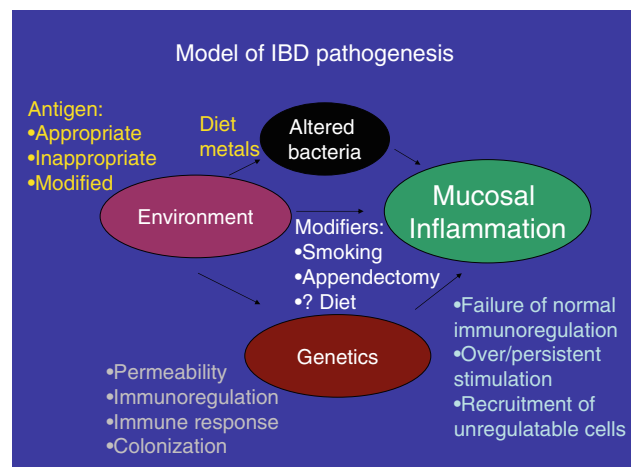 Model of IBD pathogenesis
Antigen:
•Appropriate
•Inappropriate
•Modified
Diet
metals
Altered
bacteria
Environment
Mucosal
Inflammation
Modifiers:
•Smoking
•Appendectomy
•? Diet
Genetics
•Permeability
•Immunoregulation
•Immune response
•Colonization
•Failure of normal
immunoregulation
•Over/persistent
stimulation
•Recruitment of
unregulatable cells